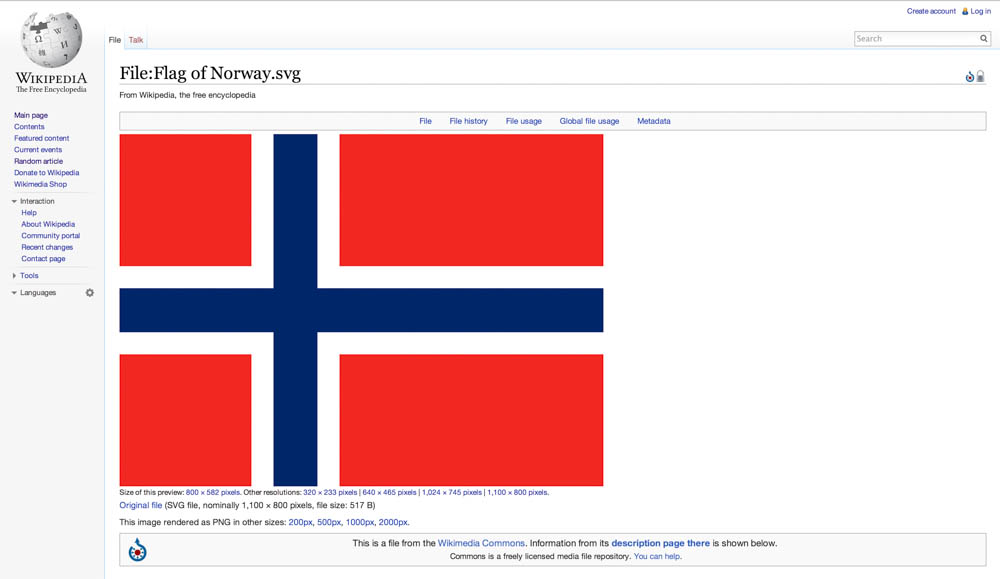 Create account Log in
File Talk
Search
WIKIPEDIA
The Free Encyclopedia
Main page
Contents
Featured content
Current events
Random article
Donate to Wikipedia
Wikimedia Shop
Interaction
Help
About Wikipedia
Community portal
Recent changes
Contact page
Tools
Languages
File:Flag of Norway.svg
From Wikipedia, the free encyclopedia
File File history File usage Global file usage Metadata
Size of this preview: 800 × 582 pixels. Other resolutions: 320 × 233 pixels | 640 × 465 pixels | 1,024 × 745 pixels | 1,100 × 800 pixels.
Original file (SVG file, nominally 1,100 × 800 pixels, file size: 517 B)
This image rendered as PNG in other sizes: 200px, 500px, 1000px, 2000px.
This is a file from the Wikimedia Commons. Information from its description page there is shown below.
Commons is a freely licensed media file repository. You can help.